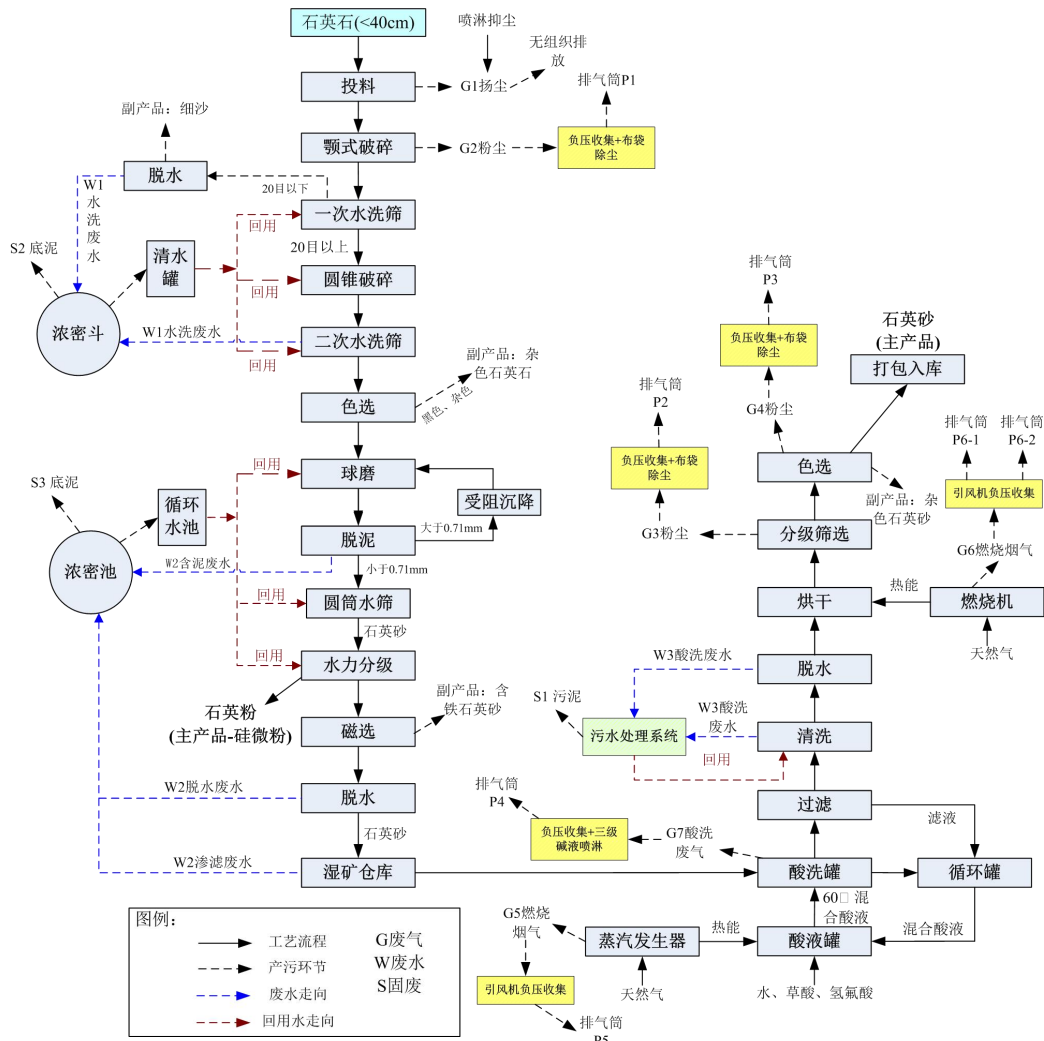 石英石(<40cm)
喷淋抑尘
无组织排
放
投料
G1扬尘
排气筒P1
副产品：细沙
颚式破碎
G2粉尘
负压收集+布袋
除尘
脱水
20目以下
W1
水
洗
废
水
一次水洗筛
回用
20目以上
S2 底泥
清水
罐
圆锥破碎
回用
浓密斗
W1水洗废水
二次水洗筛
回用
副产品：杂
色石英石
黑色、杂色
色选
排气筒
P3
负压收集+布袋
除尘
石英砂
(主产品)
打包入库
排气筒
P2
G4粉尘
排气筒
P6-1
排气筒
P6-2
回用
球磨
负压收集+布袋
除尘
色选
引风机负压收集
S3 底泥
循环
水池
受阻沉降
大于0.71mm
副产品：杂
色石英砂
G3粉尘
分级筛选
脱泥
浓密池
W2含泥废水
小于0.71mm
G6燃烧烟气
回用
圆筒水筛
烘干
热能
燃烧机
石英砂
天然气
回用
水力分级
W3酸洗废水
脱水
石英粉
(主产品-硅微粉)
副产品：含
铁石英砂
S1 污泥
W3酸洗
废水
磁选
污水处理系统
清洗
回用
W2脱水废水
脱水
排气筒
P4
过滤
滤液
石英砂
负压收集+三级
碱液喷淋
G7酸洗
废气
W2渗滤废水
湿矿仓库
酸洗罐
循环罐
60□ 混
合酸液
图例：
工艺流程
G废气
产污环节
W废水
S固废
废水走向
回用水走向
G5燃烧
烟气
蒸汽发生器
热能
酸液罐
混合酸液
引风机负压收集
天然气
水、草酸、氢氟酸
排气筒
P5